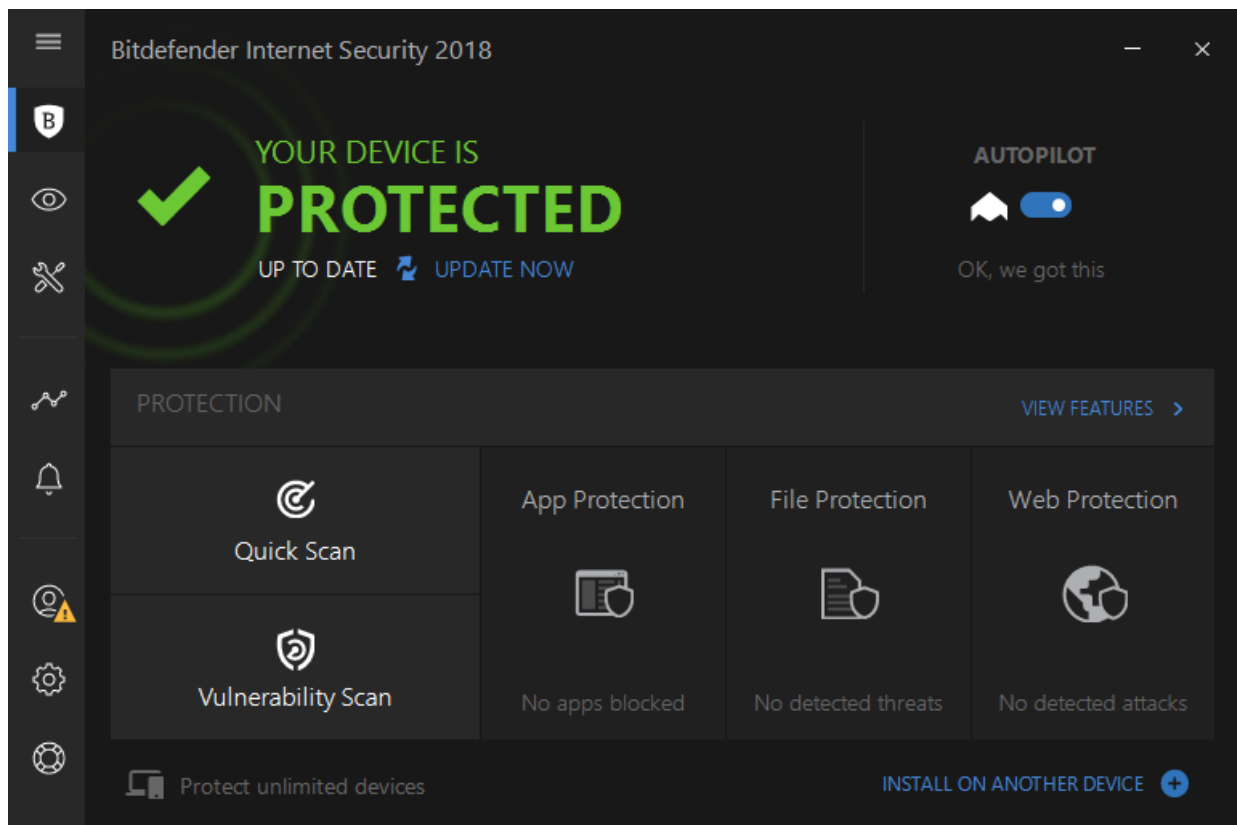 Bitdefender Internet Security 2018
B
YOUR DEVICE IS
PROTECTED
UP TO DATE UPDATE NOW
AUTOPILOT
OK, we got this
PROTECTION
VIEW FEATURES
Quick Scan
Vulnerability Scan
App Protection
No apps blocked
File Protection
No detected threats
Web Protection
No detected attacks
Protect unlimited devices
INSTALL ON ANOTHER DEVICE